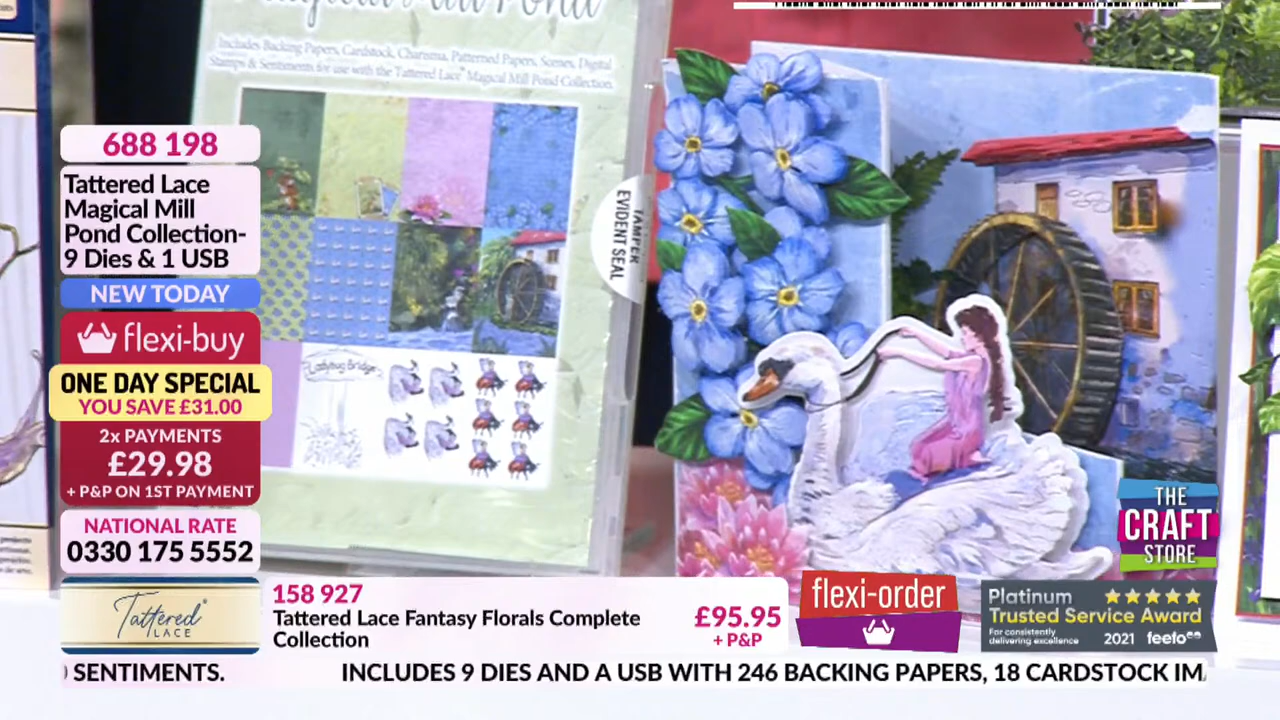 Includes Backing Papers, Cardstock, Charisma, Patterned Papers, Scenes, Digital
Stamps & Sentiments for use with the Tattered Lace® Magical Mill Pond Collection.
TAMPER
EVIDENT SEAL
Ladybug Bridge
688 198
Tattered Lace
Magical Mill
Pond Collection-
9 Dies & 1 USB
NEW TODAY
flexi-buy
ONE DAY SPECIAL
YOU SAVE £31.00
2x PAYMENTS
£29.98
+ P&P ON 1ST PAYMENT
NATIONAL RATE
0330 175 5552
THE
CRAFT
STORE
Tattered®
LACE
158 927
Tattered Lace Fantasy Florals Complete
Collection
£95.95
+ P&P
flexi-order
Platinum
Trusted Service Award
For consistently
delivering excellence
2021 feefo
SENTIMENTS. INCLUDES 9 DIES AND A USB WITH 246 BACKING PAPERS, 18 CARDSTOCK